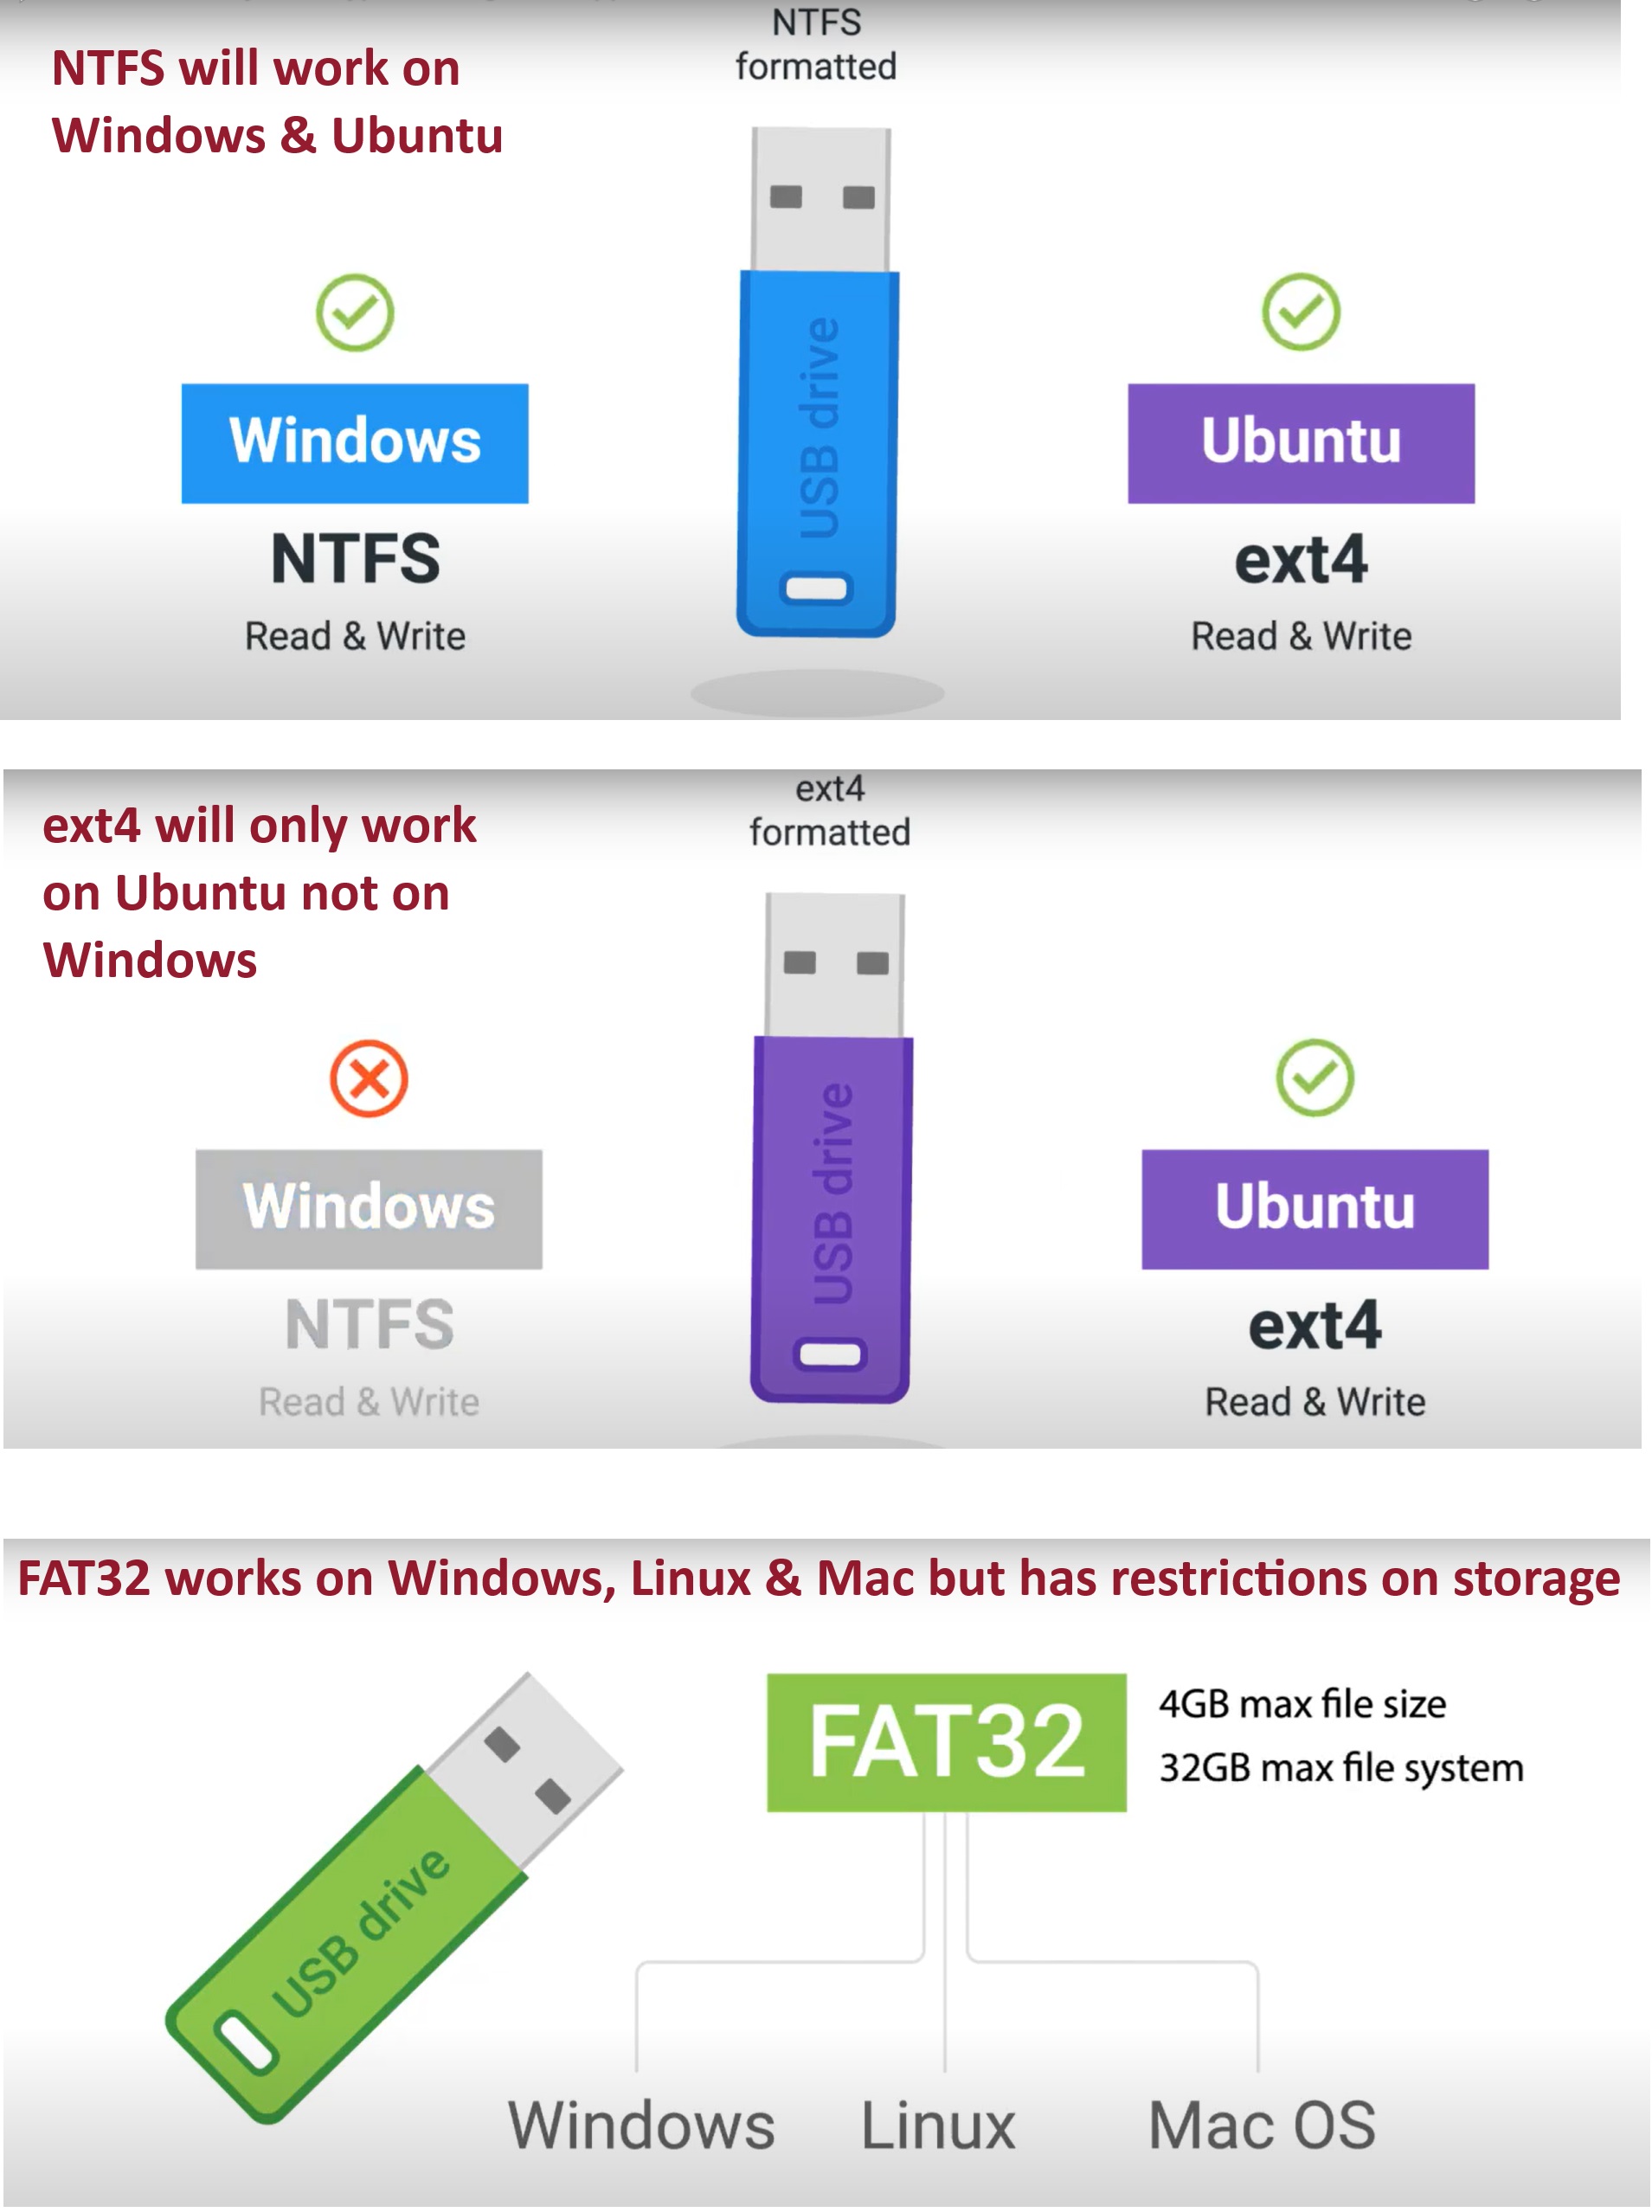 NTFS
formatted
NTFS will work on
Windows & Ubuntu
USB drive
Windows
NTFS
Read & Write
Ubuntu
ext4
Read & Write
ext4
formatted
ext4 will only work
on Ubuntu not on
Windows
USB drive
Windows
NTFS
Read & Write
Ubuntu
ext4
Read & Write
FAT32 works on Windows, Linux & Mac but has restrictions on storage
FAT32
4GB max file size
32GB max file system
USB drive
Windows
Linux
Mac OS